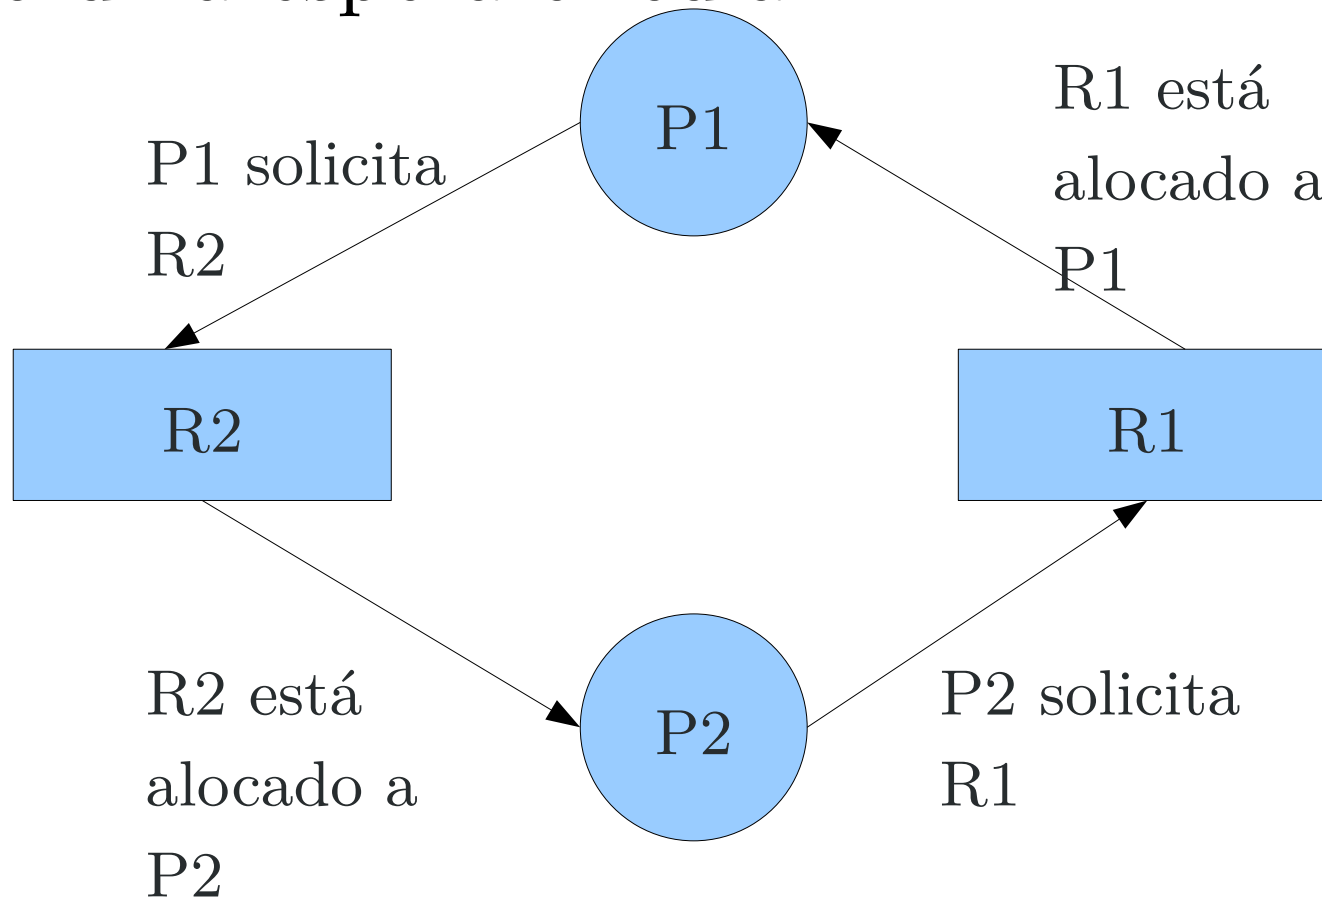 P1
R1 está
alocado a
P1
P1 solicita
R2
R2
R1
R2 está
alocado a
P2
P2
P2 solicita
R1